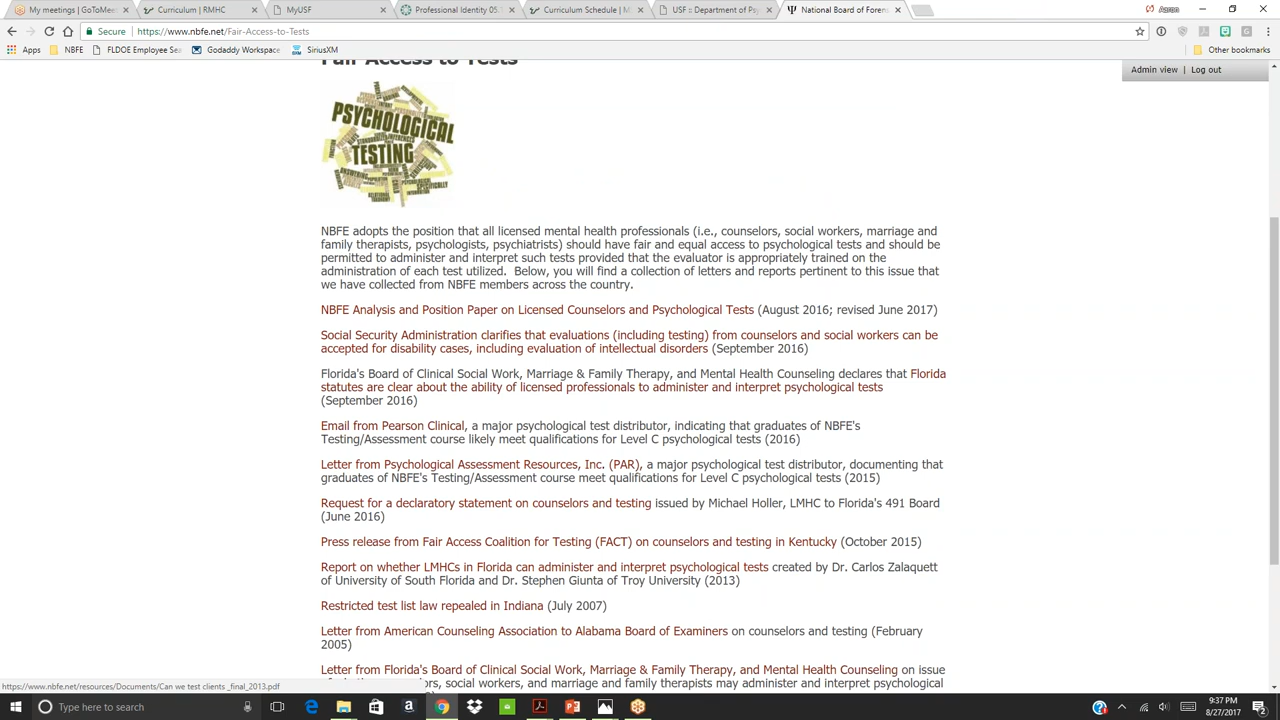 My meetings | GoToMee
Curriculum | RMHC
MyUSF
Professional Identity 05.
Curriculum Schedule | M
USF :: Department of Psy
National Board of Forens
Aaron
Secure | https://www.nbfe.net/Fair-Access-to-Tests
Apps
NBFE
FLDOE Employee Sea
Godaddy Workspace
SiriusXM
Other bookmarks
Admin view | Log out
Fair Access to Tests
PSYCHOLOGICAL
TESTING
NBFE adopts the position that all licensed mental health professionals (i.e., counselors, social workers, marriage and
family therapists, psychologists, psychiatrists) should have fair and equal access to psychological tests and should be
permitted to administer and interpret such tests provided that the evaluator is appropriately trained on the
administration of each test utilized. Below, you will find a collection of letters and reports pertinent to this issue that
we have collected from NBFE members across the country.
NBFE Analysis and Position Paper on Licensed Counselors and Psychological Tests (August 2016; revised June 2017)
Social Security Administration clarifies that evaluations (including testing) from counselors and social workers can be
accepted for disability cases, including evaluation of intellectual disorders (September 2016)
Florida's Board of Clinical Social Work, Marriage & Family Therapy, and Mental Health Counseling declares that Florida
statutes are clear about the ability of licensed professionals to administer and interpret psychological tests
(September 2016)
Email from Pearson Clinical, a major psychological test distributor, indicating that graduates of NBFE's
Testing/Assessment course likely meet qualifications for Level C psychological tests (2016)
Letter from Psychological Assessment Resources, Inc. (PAR), a major psychological test distributor, documenting that
graduates of NBFE's Testing/Assessment course meet qualifications for Level C psychological tests (2015)
Request for a declaratory statement on counselors and testing issued by Michael Holler, LMHC to Florida's 491 Board
(June 2016)
Press release from Fair Access Coalition for Testing (FACT) on counselors and testing in Kentucky (October 2015)
Report on whether LMHCs in Florida can administer and interpret psychological tests created by Dr. Carlos Zalaquett
of University of South Florida and Dr. Stephen Giunta of Troy University (2013)
Restricted test list law repealed in Indiana (July 2007)
Letter from American Counseling Association to Alabama Board of Examiners on counselors and testing (February
2005)
Letter from Florida's Board of Clinical Social Work, Marriage & Family Therapy, and Mental Health Counseling on issue
social workers, and marriage and family therapists may administer and interpret psychological
https://www.nbfe.net/resources/Documents/Can we test clients _final_2013.pdf
Type here to search
9:37 PM
8/27/2017